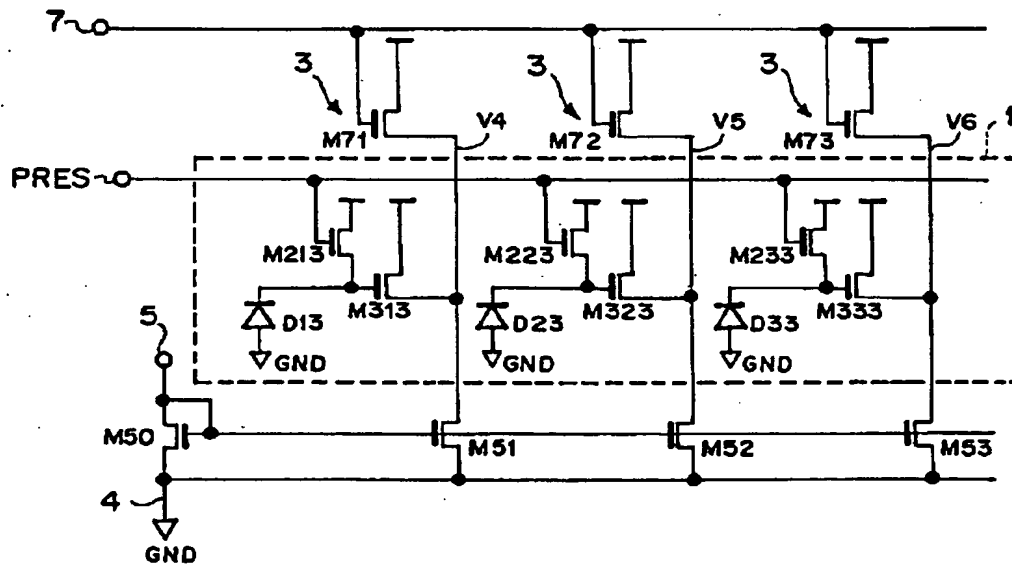 7
3
3
3
M71
V4
M72
V5
M73
V6
1
PRES
M213
M223
M233
M313
M323
M333
D13
D23
D33
GND
GND
GND
5
M50
M51
M52
M53
4
GND